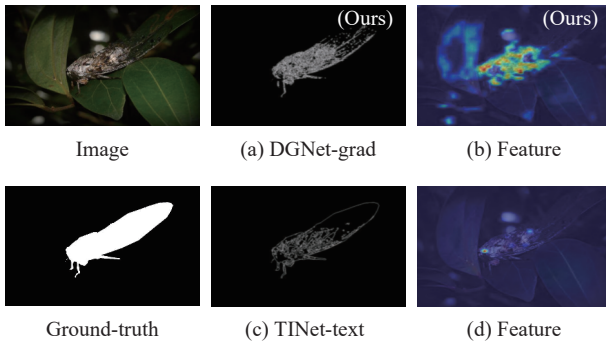 (Ours)
(Ours)
Image
(a) DGNet-grad
(b) Feature
Ground-truth
(c) TINet-text
(d) Feature